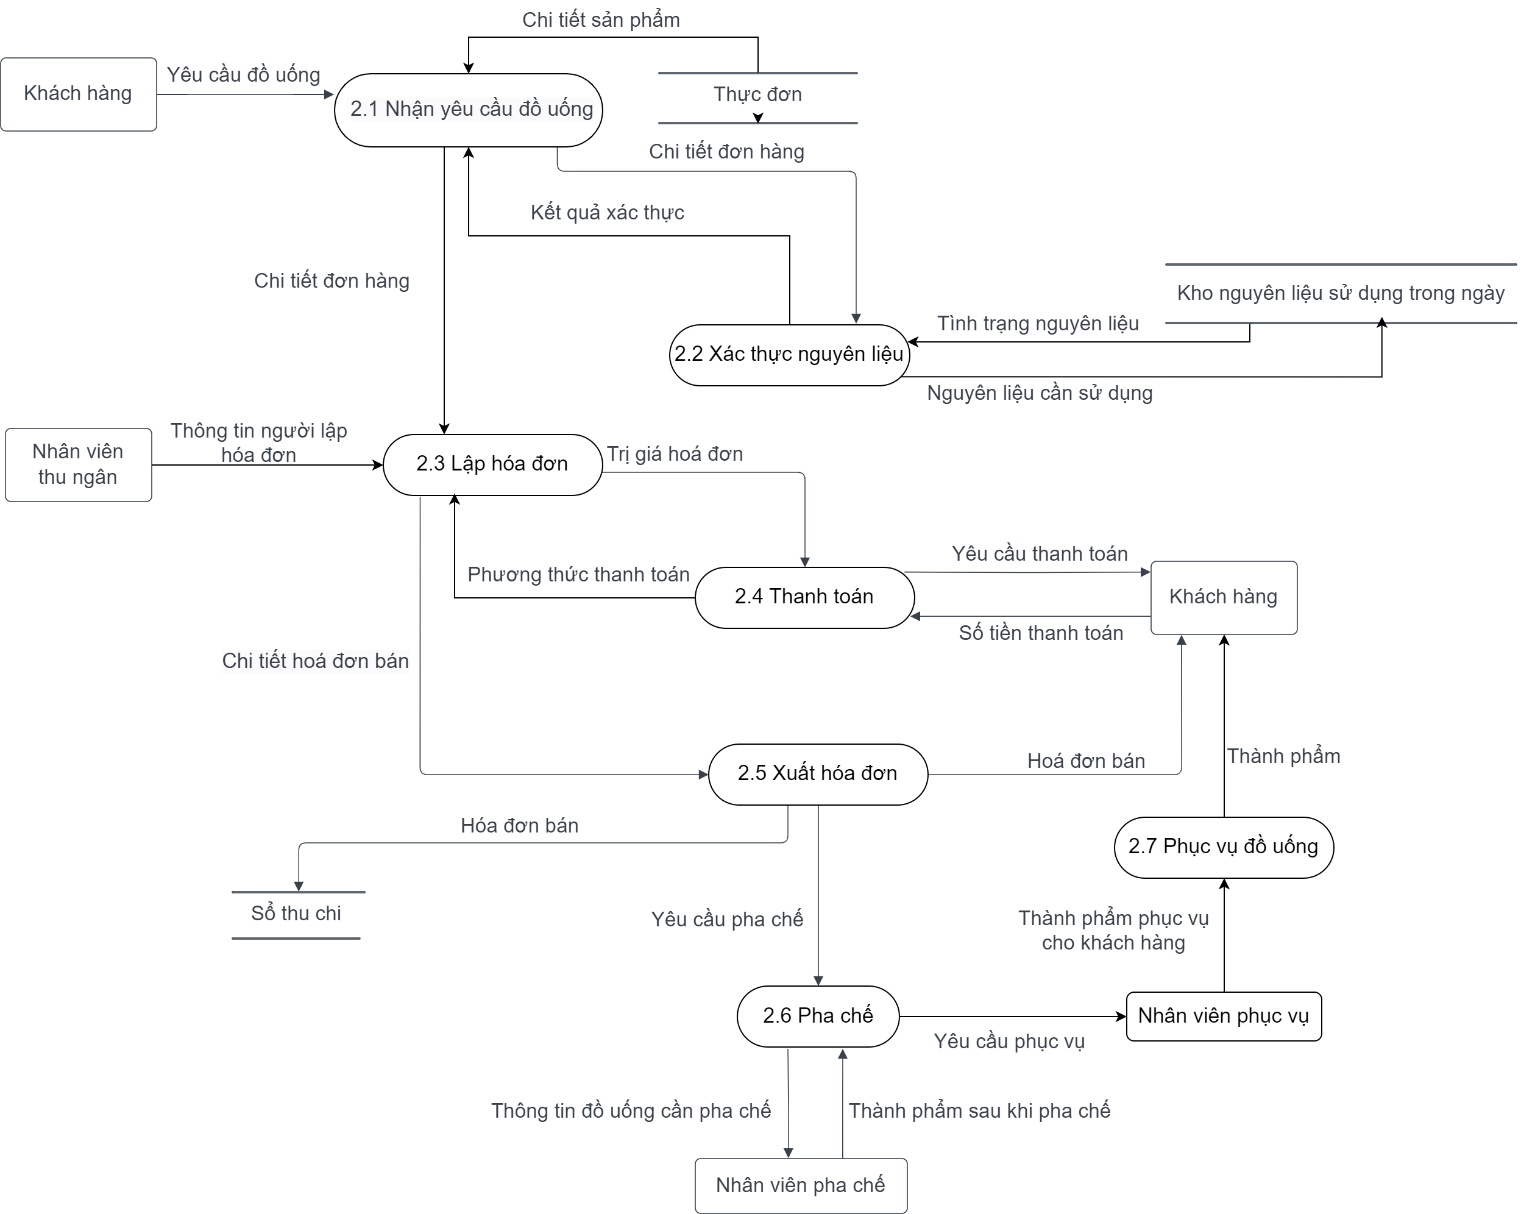 Chi tiết sản phẩm
Khách hàng
Yêu cầu đồ uống
2.1 Nhận yêu cầu đồ uống
Thực đơn
Chi tiết đơn hàng
Kết quả xác thực
Chi tiết đơn hàng
Kho nguyên liệu sử dụng trong ngày
Tình trạng nguyên liệu
2.2 Xác thực nguyên liệu
Nguyên liệu cần sử dụng
Nhân viên
thu ngân
Thông tin người lập
hóa đơn
2.3 Lập hóa đơn
Trị giá hoá đơn
Phương thức thanh toán
2.4 Thanh toán
Yêu cầu thanh toán
Khách hàng
Số tiền thanh toán
Chi tiết hoá đơn bán
2.5 Xuất hóa đơn
Hoá đơn bán
Thành phẩm
Hóa đơn bán
2.7 Phục vụ đồ uống
Sổ thu chi
Yêu cầu pha chế
Thành phẩm phục vụ
cho khách hàng
2.6 Pha chế
Yêu cầu phục vụ
Nhân viên phục vụ
Thông tin đồ uống cần pha chế
Thành phẩm sau khi pha chế
Nhân viên pha chế